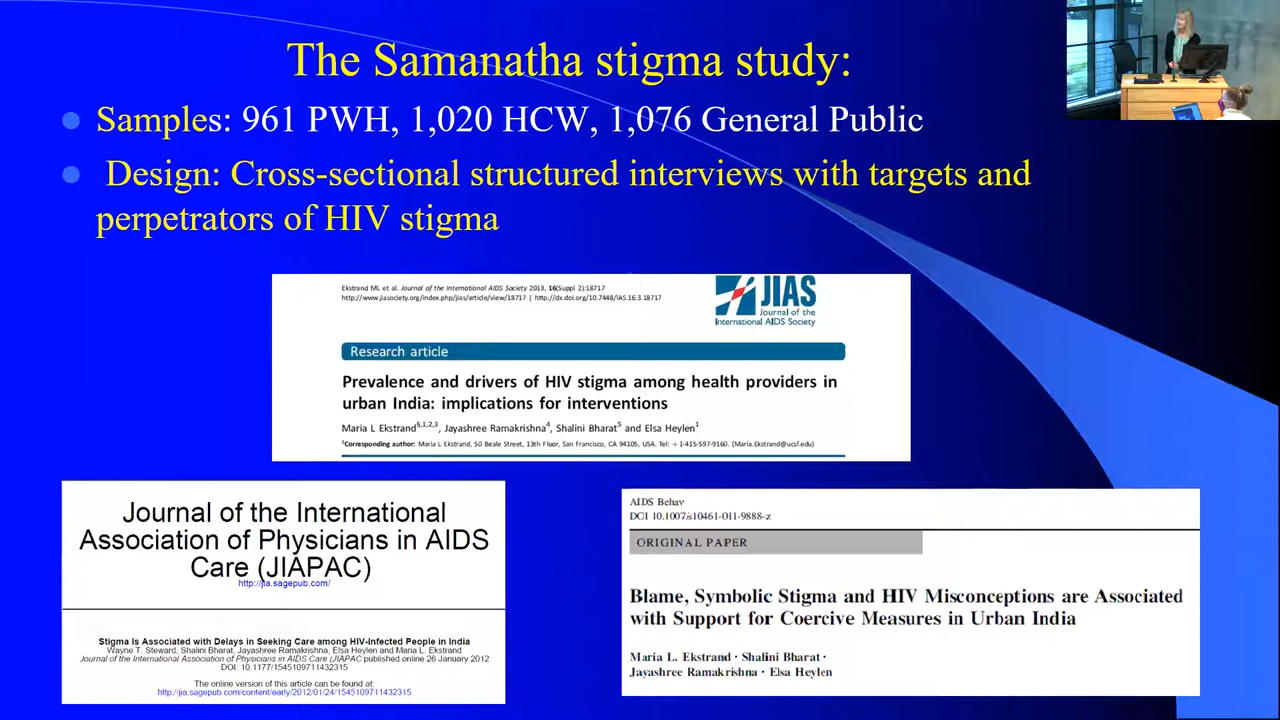 The Samanatha stigma study:
Samples: 961 PWH, 1,020 HCW, 1,076 General Public
Design: Cross-sectional structured interviews with targets and
perpetrators of HIV stigma
Ekstrand ML et al. Journal of the International AIDS Society 2013, 16(Suppl 2):18717
http://www.jiasociety.org/index.php/jias/article/view/18717 | http://dx.doi.org/10.7448/IAS.16.3.18717
JIAS
Journal of the
International AIDS Society
Research article
Prevalence and drivers of HIV stigma among health providers in
urban India: implications for interventions
Maria L Ekstrand§,1,2,3, Jayashree Ramakrishna4, Shalini Bharat5 and Elsa Heylen1
§Corresponding author: Maria L Ekstrand, 50 Beale Street, 13th Floor, San Francisco, CA 94105, USA. Tel: +1-415-597-9160. (Maria.Ekstrand@ucsf.edu)
Journal of the International
Association of Physicians in AIDS
Care (JIAPAC)
http://jia.sagepub.com/
Stigma Is Associated with Delays in Seeking Care among HIV-Infected People in India
Wayne T. Steward, Shalini Bharat, Jayashree Ramakrishna, Elsa Heylen and Maria L. Ekstrand
Journal of the International Association of Physicians in AIDS Care (JIAPAC published online 26 January 2012
DOI: 10.1177/1545109711432315
The online version of this article can be found at:
http://jia.sagepub.com/content/early/2012/01/24/1545109711432315
AIDS Behav
DOI 10.1007/s10461-011-9888-z
ORIGINAL PAPER
Blame, Symbolic Stigma and HIV Misconceptions are Associated
with Support for Coercive Measures in Urban India
Maria L. Ekstrand · Shalini Bharat ·
Jayashree Ramakrishna · Elsa Heylen